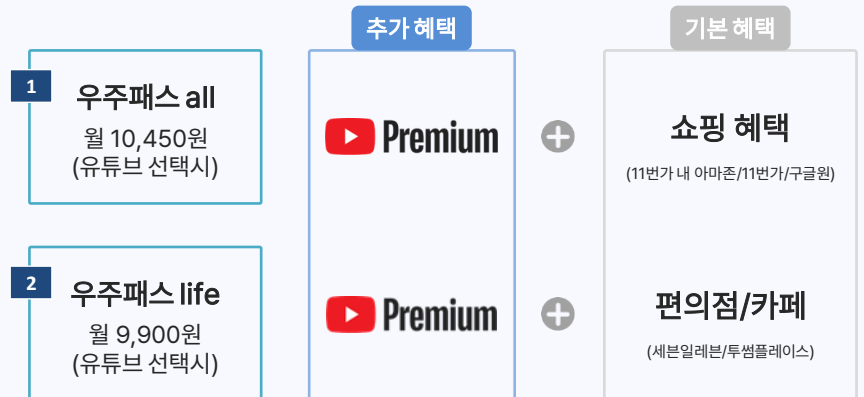 추가 혜택
기본 혜택
1
우주패스 all
월 10,450원
(유튜브 선택시)
Premium
쇼핑 혜택
(11번가 내 아마존/11번가/구글원)
2
우주패스 life
월 9,900원
(유튜브 선택시)
Premium
편의점/카페
(세븐일레븐/투썸플레이스)